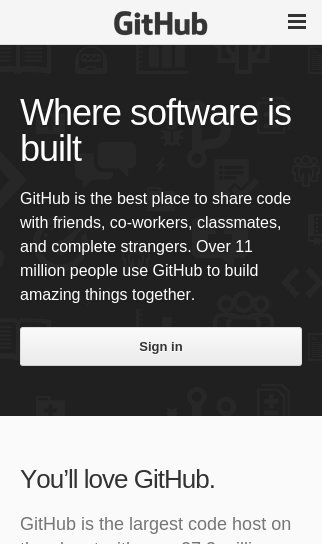 GitHub
Where software is
built
GitHub is the best place to share code
with friends, co-workers, classmates,
and complete strangers. Over 11
million people use GitHub to build
amazing things together.
Sign in
You’ll love GitHub.
GitHub is the largest code host on